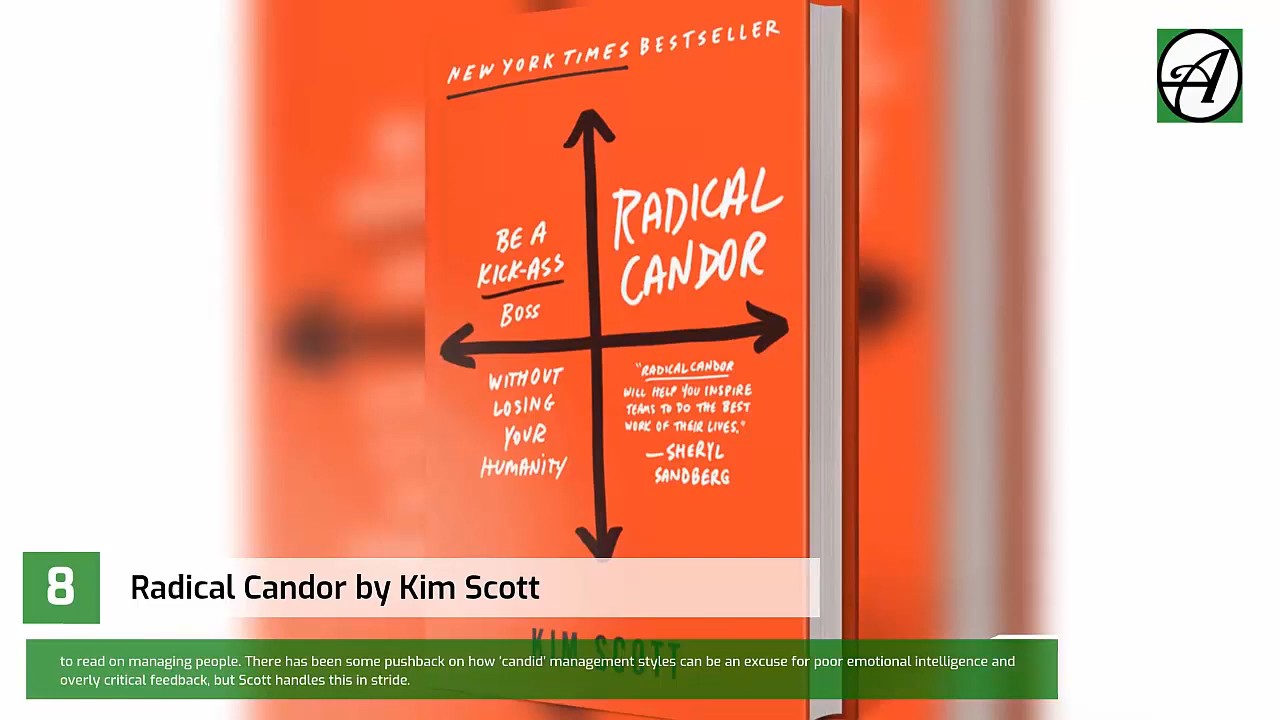 NEW YORK TIMES BESTSELLER
RADICAL
CANDOR
BE A
KICK-ASS
BOSS
WITHOUT
LOSING
YOUR
HUMANITY
"RADICAL CANDOR
WILL HELP YOU INSPIRE
TEAMS TO DO THE BEST
WORK OF THEIR LIVES."
—SHERYL
SANDBERG
8
Radical Candor by Kim Scott
KIM SCOTT
to read on managing people. There has been some pushback on how 'candid' management styles can be an excuse for poor emotional intelligence and
overly critical feedback, but Scott handles this in stride.
A